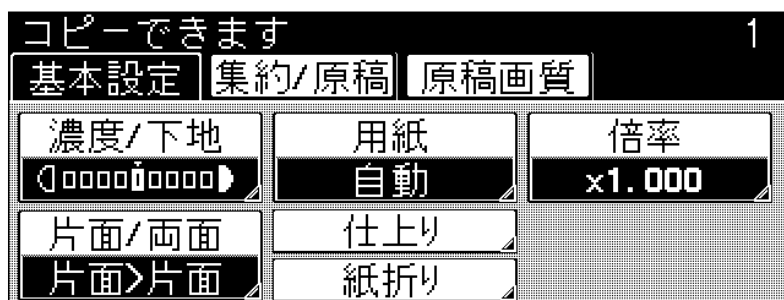 コピーできます 1
基本設定 集約/原稿 原稿画質
濃度/下地 用紙 倍率
自動 x1.000
片面/両面 仕上り
片面>片面 紙折り